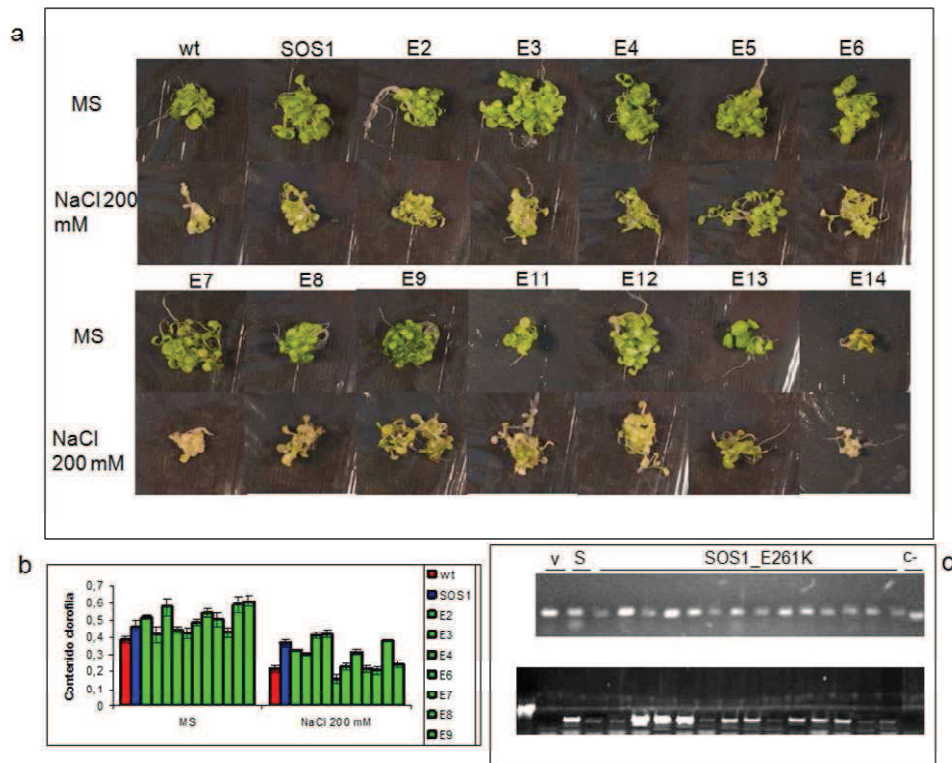 a
wt SOS1 E2 E3 E4 E5 E6
MS
NaCl 200
mM
E7 E8 E9 E11 E12 E13 E14
MS
NaCl
200 mM
b
Contenido clorofila
0,7
0,6
0,5
0,4
0,3
0,2
0,1
0
MS NaCl 200 mM
wt
SOS1
E2
E3
E4
E6
E7
E8
E9
c
v S SOS1_E261K c-